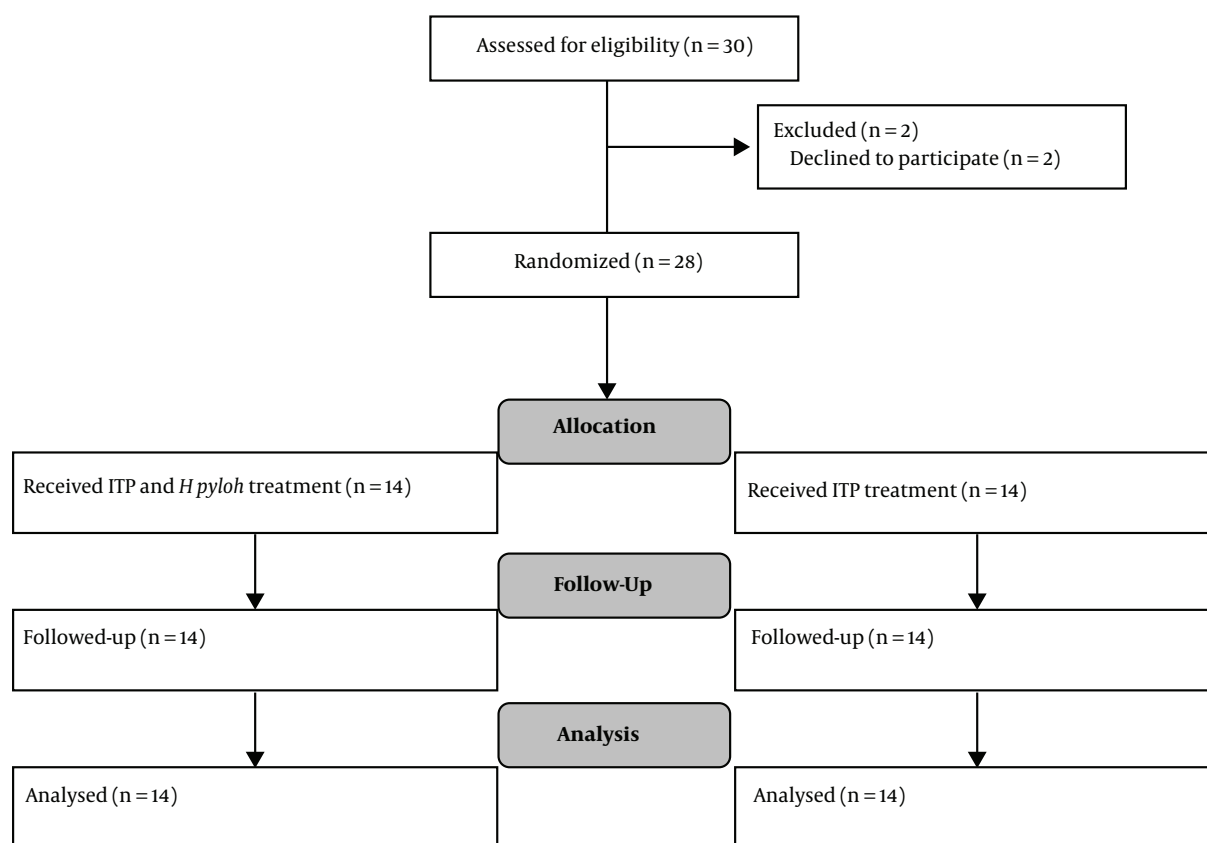 Assessed for eligibility (n = 30)
Excluded (n = 2)
Declined to participate (n = 2)
Randomized (n = 28)
Allocation
Received ITP and H pyloh treatment (n = 14)
Received ITP treatment (n = 14)
Follow-Up
Followed-up (n = 14)
Followed-up (n = 14)
Analysis
Analysed (n = 14)
Analysed (n = 14)